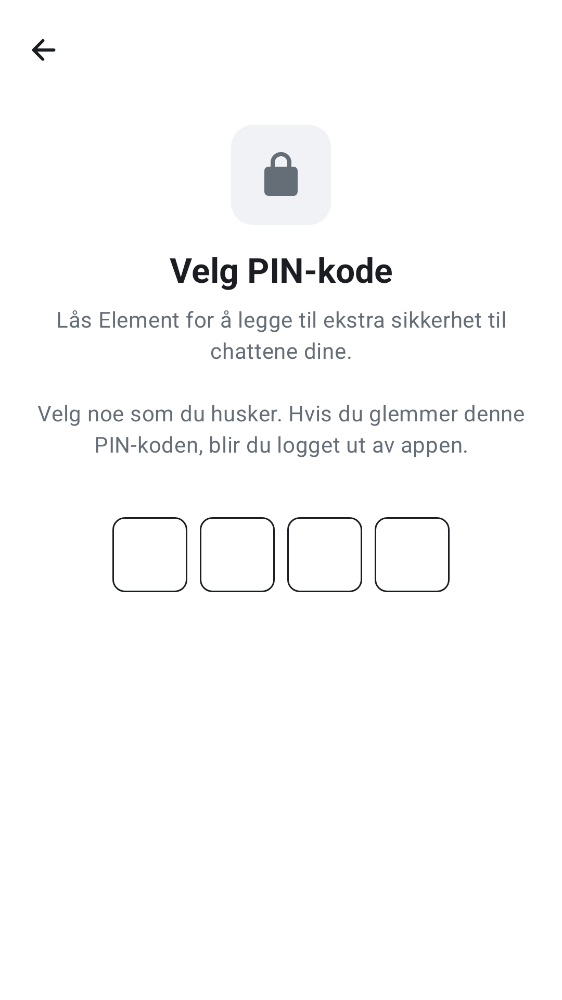 Velg PIN-kode
Lås Element for å legge til ekstra sikkerhet til
chattene dine.
Velg noe som du husker. Hvis du glemmer denne
PIN-koden, blir du logget ut av appen.